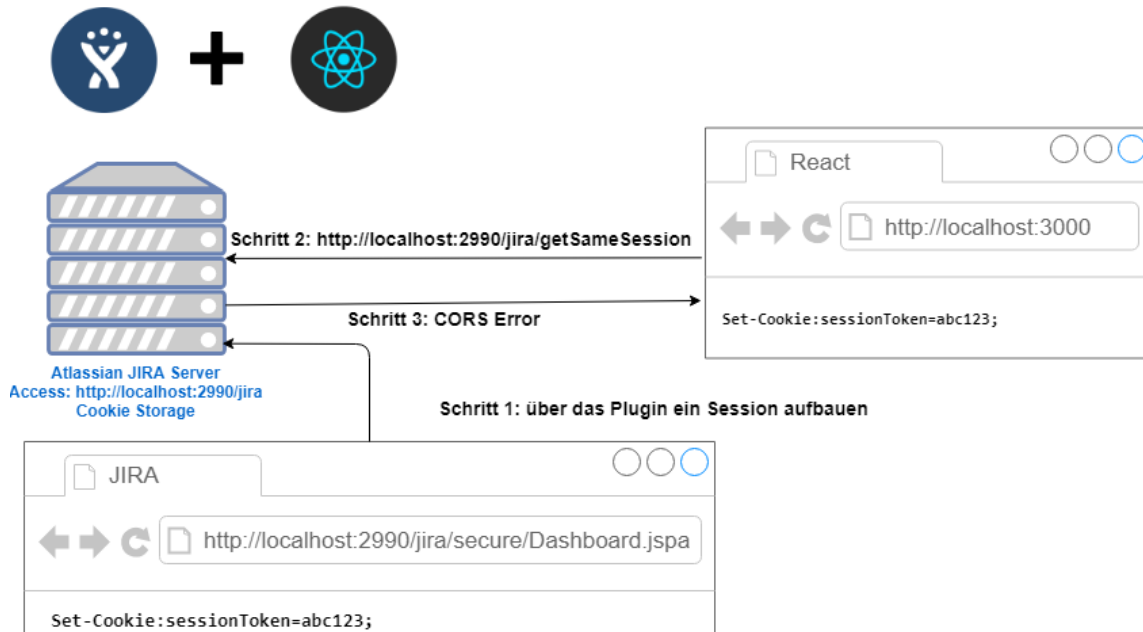 React
http://localhost:3000
Schritt 2: http://localhost:2990/jira/getSameSession
Schritt 3: CORS Error
Set-Cookie:sessionToken=abc123;
Atlassian JIRA Server
Access: http://localhost:2990/jira
Cookie Storage
Schritt 1: über das Plugin ein Session aufbauen
JIRA
http://localhost:2990/jira/secure/Dashboard.jspa
Set-Cookie:sessionToken=abc123;